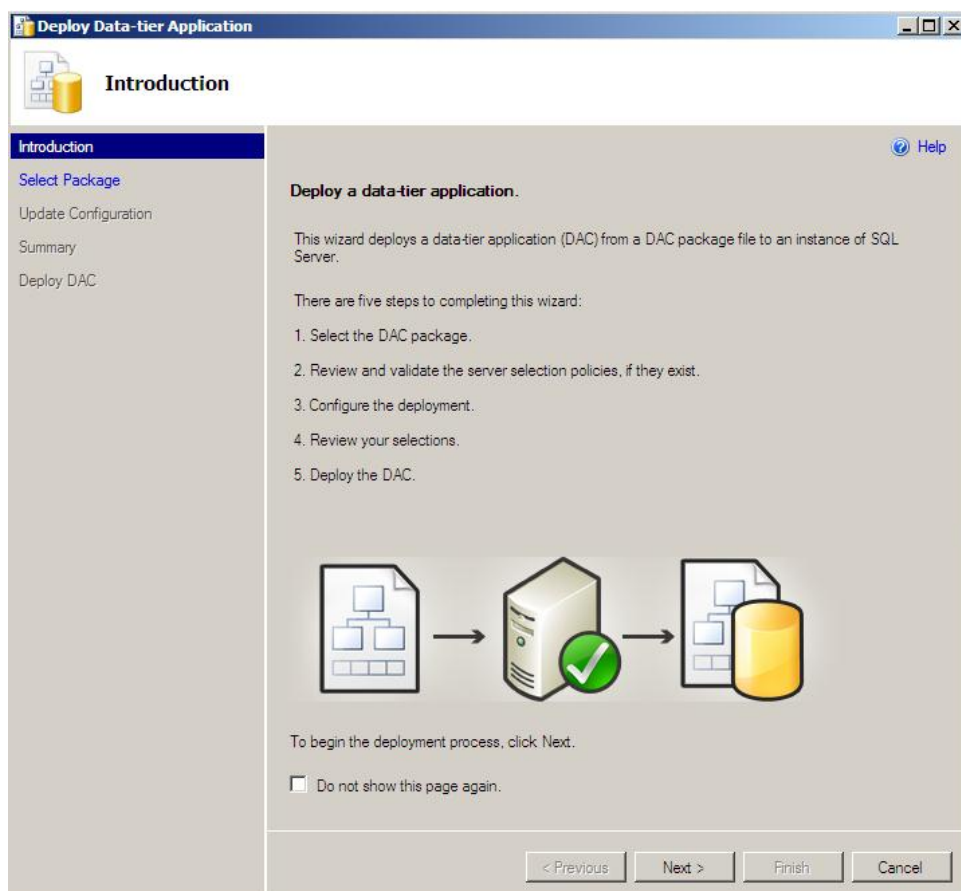 Deploy Data-tier Application
Introduction
Introduction
Select Package
Update Configuration
Summary
Deploy DAC
Help
Deploy a data-tier application.
This wizard deploys a data-tier application (DAC) from a DAC package file to an instance of SQL
Server.
There are five steps to completing this wizard:
1. Select the DAC package.
2. Review and validate the server selection policies, if they exist.
3. Configure the deployment.
4. Review your selections.
5. Deploy the DAC.
To begin the deployment process, click Next.
Do not show this page again.
< Previous
Next >
Finish
Cancel